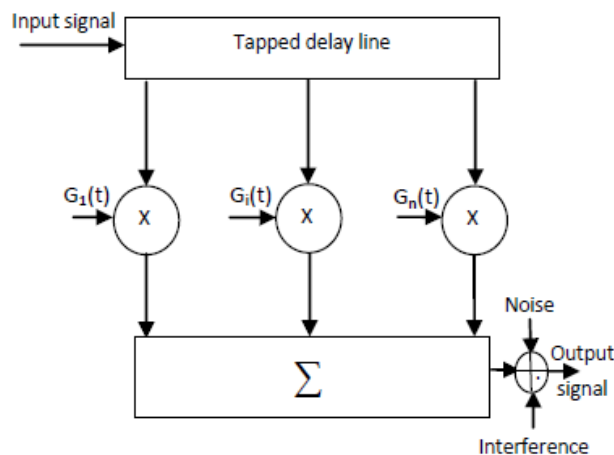 Input signal
Tapped delay line
G₁(t)
X
Gᵢ(t)
X
Gₙ(t)
X
Noise
∑
Output
signal
Interference